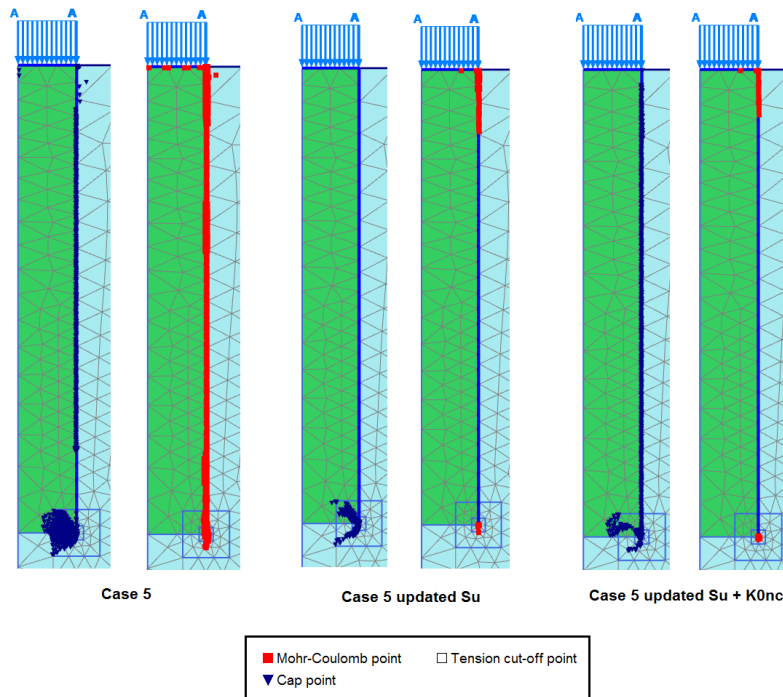 A A A A A A
Case 5 Case 5 updated Su Case 5 updated Su + K0nc
Mohr-Coulomb point Tension cut-off point
Cap point